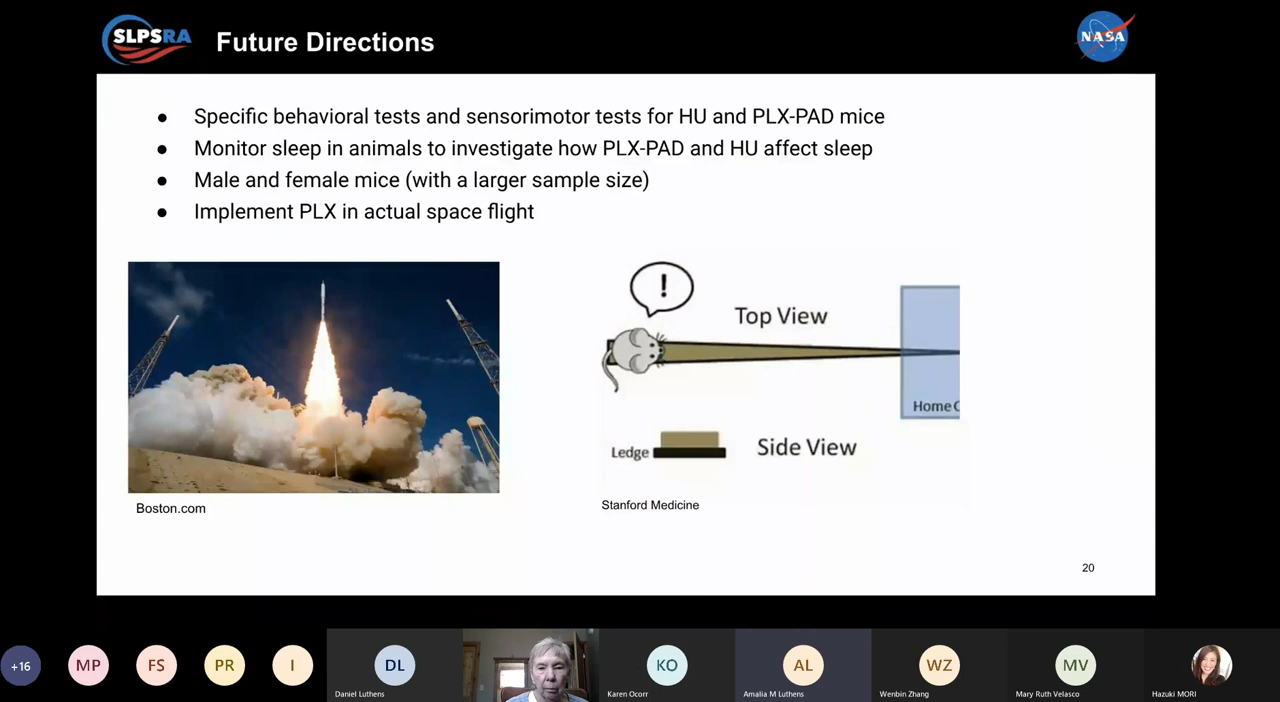 SLPSRA
Future Directions
NASA
● Specific behavioral tests and sensorimotor tests for HU and PLX-PAD mice
● Monitor sleep in animals to investigate how PLX-PAD and HU affect sleep
● Male and female mice (with a larger sample size)
● Implement PLX in actual space flight
!
Top View
Home C
Ledge
Side View
Boston.com
Stanford Medicine
20
+16
MP
FS
PR
I
DL
Daniel Luthens
KO
Karen Ocorr
AL
Amalia M Luthens
WZ
Wenbin Zhang
MV
Mary Ruth Velasco
Hazuki MORI